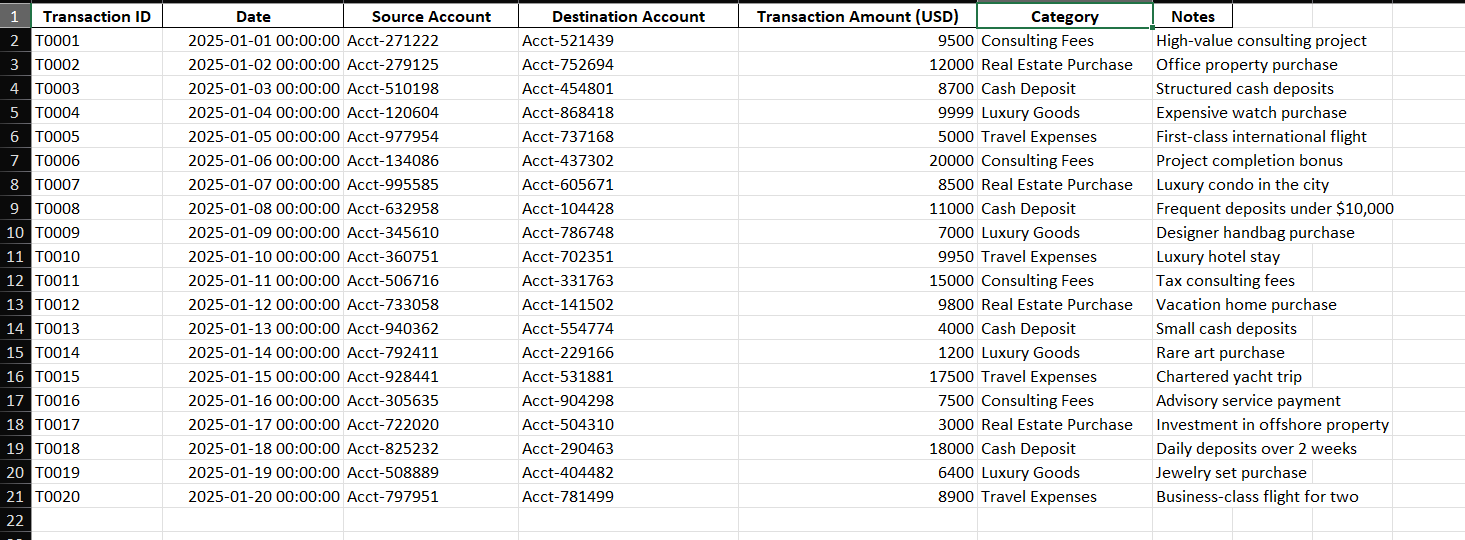 1 Transaction ID Date Source Account Destination Account Transaction Amount (USD) Category Notes
2 T0001 2025-01-01 00:00:00 Acct-271222 Acct-521439 9500 Consulting Fees High-value consulting project
3 T0002 2025-01-02 00:00:00 Acct-279125 Acct-752694 12000 Real Estate Purchase Office property purchase
4 T0003 2025-01-03 00:00:00 Acct-510198 Acct-454801 8700 Cash Deposit Structured cash deposits
5 T0004 2025-01-04 00:00:00 Acct-120604 Acct-868418 9999 Luxury Goods Expensive watch purchase
6 T0005 2025-01-05 00:00:00 Acct-977954 Acct-737168 5000 Travel Expenses First-class international flight
7 T0006 2025-01-06 00:00:00 Acct-134086 Acct-437302 20000 Consulting Fees Project completion bonus
8 T0007 2025-01-07 00:00:00 Acct-995585 Acct-605671 8500 Real Estate Purchase Luxury condo in the city
9 T0008 2025-01-08 00:00:00 Acct-632958 Acct-104428 11000 Cash Deposit Frequent deposits under $10,000
10 T0009 2025-01-09 00:00:00 Acct-345610 Acct-786748 7000 Luxury Goods Designer handbag purchase
11 T0010 2025-01-10 00:00:00 Acct-360751 Acct-702351 9950 Travel Expenses Luxury hotel stay
12 T0011 2025-01-11 00:00:00 Acct-506716 Acct-331763 15000 Consulting Fees Tax consulting fees
13 T0012 2025-01-12 00:00:00 Acct-733058 Acct-141502 9800 Real Estate Purchase Vacation home purchase
14 T0013 2025-01-13 00:00:00 Acct-940362 Acct-554774 4000 Cash Deposit Small cash deposits
15 T0014 2025-01-14 00:00:00 Acct-792411 Acct-229166 1200 Luxury Goods Rare art purchase
16 T0015 2025-01-15 00:00:00 Acct-928441 Acct-531881 17500 Travel Expenses Chartered yacht trip
17 T0016 2025-01-16 00:00:00 Acct-305635 Acct-904298 7500 Consulting Fees Advisory service payment
18 T0017 2025-01-17 00:00:00 Acct-722020 Acct-504310 3000 Real Estate Purchase Investment in offshore property
19 T0018 2025-01-18 00:00:00 Acct-825232 Acct-290463 18000 Cash Deposit Daily deposits over 2 weeks
20 T0019 2025-01-19 00:00:00 Acct-508889 Acct-404482 6400 Luxury Goods Jewelry set purchase
21 T0020 2025-01-20 00:00:00 Acct-797951 Acct-781499 8900 Travel Expenses Business-class flight for two
22